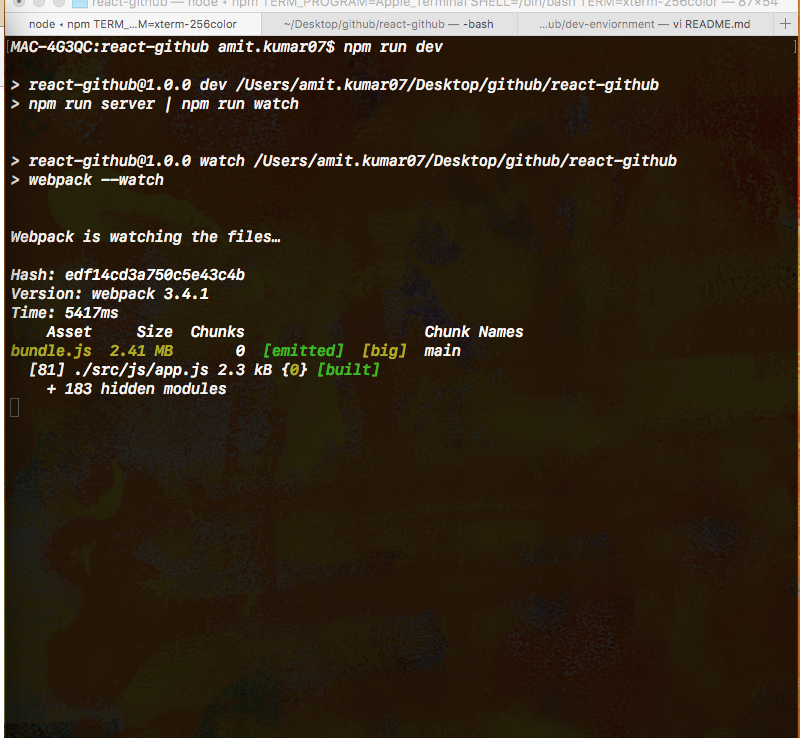 react-github — node ◂ npm TERM_PROGRAM=Apple_Terminal SHELL=/bin/bash TERM=xterm-256color — 87×54
node ◂ npm TERM_...M=xterm-256color
~/Desktop/github/react-github — -bash
...ub/dev-enviornment — vi README.md
MAC-4G3QC:react-github amit.kumar07$ npm run dev
> react-github@1.0.0 dev /Users/amit.kumar07/Desktop/github/react-github
> npm run server | npm run watch
> react-github@1.0.0 watch /Users/amit.kumar07/Desktop/github/react-github
> webpack --watch
Webpack is watching the files…
Hash: edf14cd3a750c5e43c4b
Version: webpack 3.4.1
Time: 5417ms
Asset Size Chunks Chunk Names
bundle.js 2.41 MB 0 [emitted] [big] main
[81] ./src/js/app.js 2.3 kB {0} [built]
+ 183 hidden modules